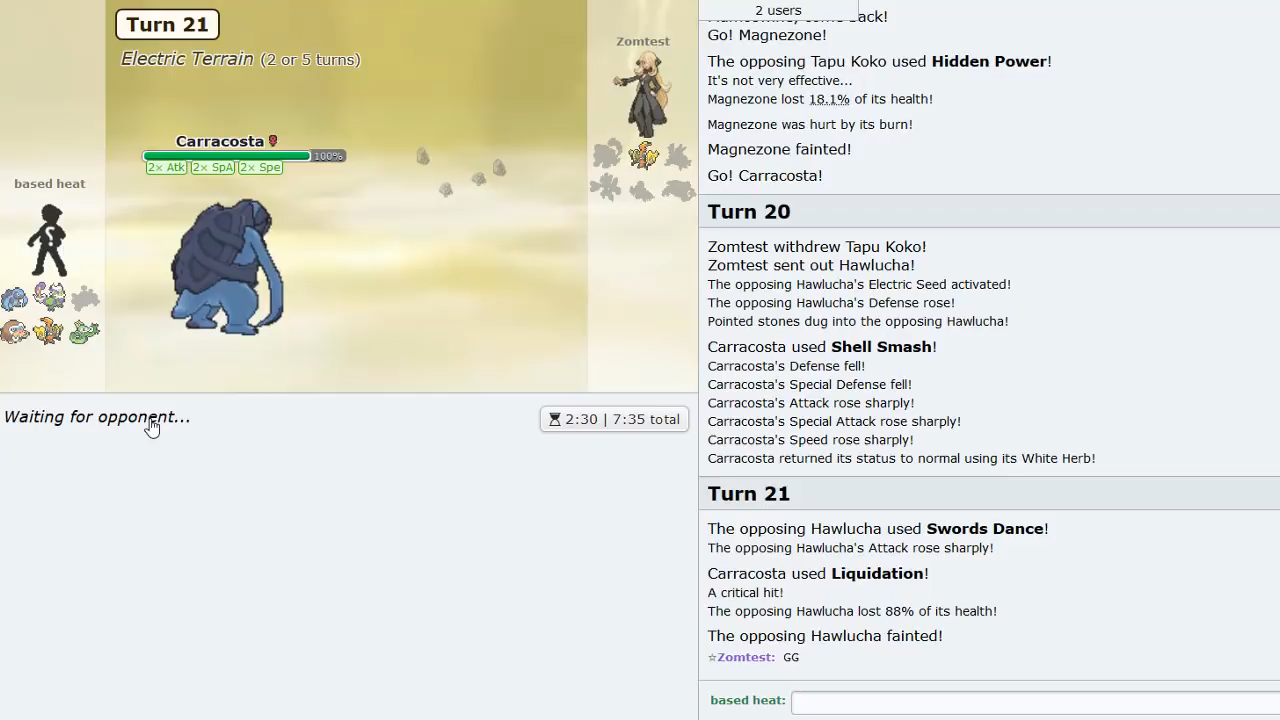 Turn 21
Electric Terrain (2 or 5 turns)
Carracosta
100%
2× Atk 2× SpA 2× Spe
based heat
Zomtest
Waiting for opponent...
2:30 | 7:35 total
2 users
Go! Magnezone!
The opposing Tapu Koko used Hidden Power!
It's not very effective...
Magnezone lost 18.1% of its health!
Magnezone was hurt by its burn!
Magnezone fainted!
Go! Carracosta!
Turn 20
Zomtest withdrew Tapu Koko!
Zomtest sent out Hawlucha!
The opposing Hawlucha's Electric Seed activated!
The opposing Hawlucha's Defense rose!
Pointed stones dug into the opposing Hawlucha!
Carracosta used Shell Smash!
Carracosta's Defense fell!
Carracosta's Special Defense fell!
Carracosta's Attack rose sharply!
Carracosta's Special Attack rose sharply!
Carracosta's Speed rose sharply!
Carracosta returned its status to normal using its White Herb!
Turn 21
The opposing Hawlucha used Swords Dance!
The opposing Hawlucha's Attack rose sharply!
Carracosta used Liquidation!
A critical hit!
The opposing Hawlucha lost 88% of its health!
The opposing Hawlucha fainted!
☆Zomtest: GG
based heat: